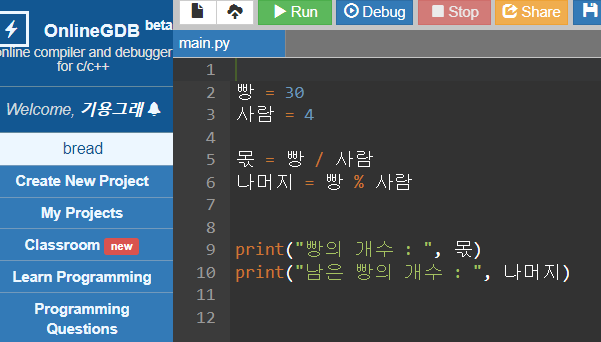 OnlineGDB beta
online compiler and debugger
for c/c++
Welcome, 기용그래
bread
Create New Project
My Projects
Classroom new
Learn Programming
Programming
Questions
Run Debug Stop Share
main.py
1
2 빵 = 30
3 사람 = 4
4
5 몫 = 빵 / 사람
6 나머지 = 빵 % 사람
7
8
9 print("빵의 개수 : ", 몫)
10 print("남은 빵의 개수 : ", 나머지)
11
12